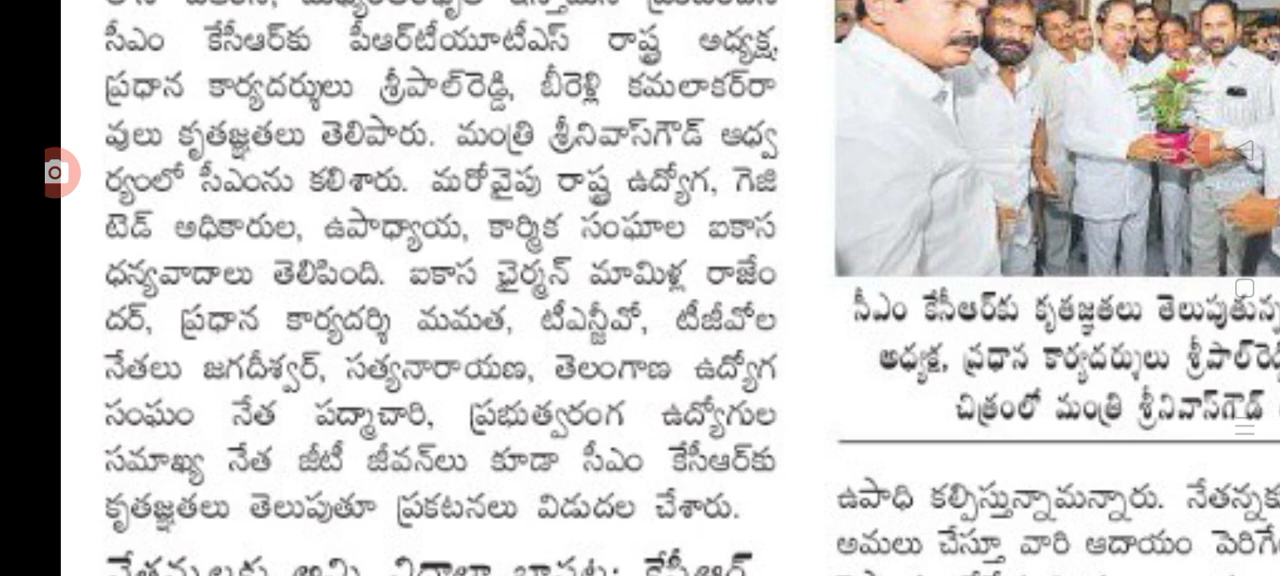 సీఎం కేసీఆర్‌కు పీఆర్‌టీయూటీఎస్ రాష్ట్ర అధ్యక్ష,
ప్రధాన కార్యదర్శులు శ్రీపాల్‌రెడ్డి, బీరెళ్లి కమలాకర్‌రా
వులు కృతజ్ఞతలు తెలిపారు. మంత్రి శ్రీనివాస్‌గౌడ్ ఆధ్వ
ర్యంలో సీఎంను కలిశారు. మరోవైపు రాష్ట్ర ఉద్యోగ, గెజి
టెడ్ అధికారుల, ఉపాధ్యాయ, కార్మిక సంఘాల ఐకాస
ధన్యవాదాలు తెలిపింది. ఐకాస ఛైర్మన్ మామిళ్ల రాజేం
దర్, ప్రధాన కార్యదర్శి మమత, టీఎన్జీవో, టీజీవోల
నేతలు జగదీశ్వర్, సత్యనారాయణ, తెలంగాణ ఉద్యోగ
సంఘం నేత పద్మాచారి, ప్రభుత్వరంగ ఉద్యోగుల
సమాఖ్య నేత జీటీ జీవన్‌లు కూడా సీఎం కేసీఆర్‌కు
కృతజ్ఞతలు తెలుపుతూ ప్రకటనలు విడుదల చేశారు.
సీఎం కేసీఆర్‌కు కృతజ్ఞతలు
అధ్యక్ష, ప్రధాన కార్యదర్శులు
చిత్రంలో మంత్రి శ్రీనివాస్‌గౌడ్
ఉపాధి కల్పిస్తున్నామన్నారు.
అమలు చేస్తూ వారి ఆదాయం